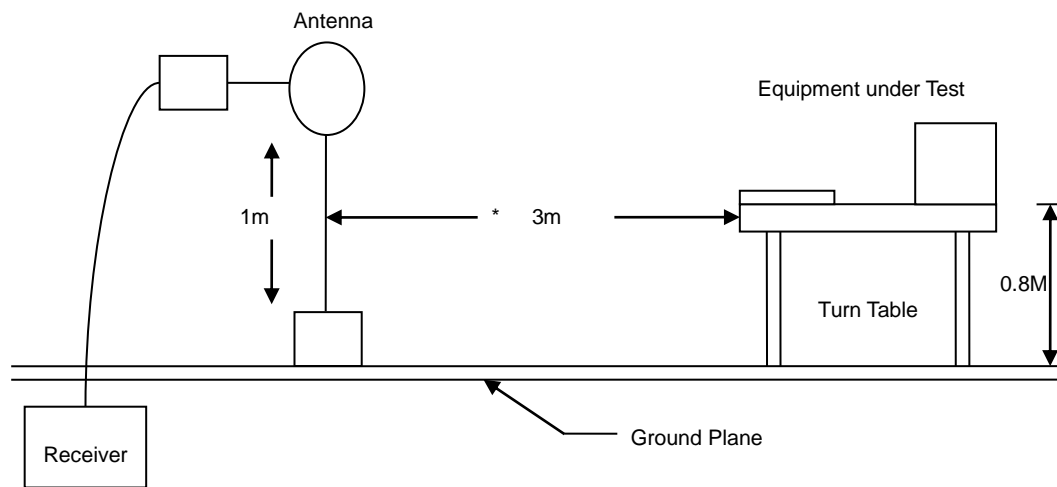 Antenna
Equipment under Test
1m
* 3m
0.8M
Turn Table
Ground Plane
Receiver